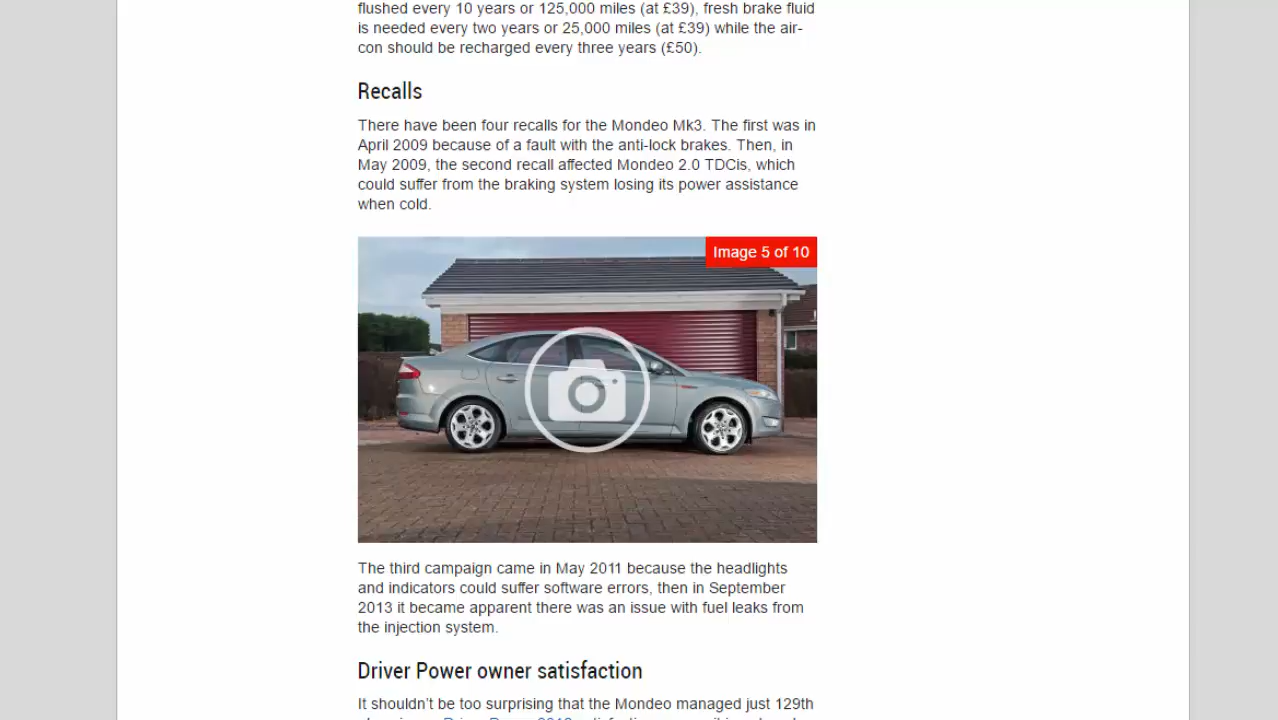 flushed every 10 years or 125,000 miles (at £39), fresh brake fluid
is needed every two years or 25,000 miles (at £39) while the air-
con should be recharged every three years (£50).
Recalls
There have been four recalls for the Mondeo Mk3. The first was in
April 2009 because of a fault with the anti-lock brakes. Then, in
May 2009, the second recall affected Mondeo 2.0 TDCis, which
could suffer from the braking system losing its power assistance
when cold.
Image 5 of 10
The third campaign came in May 2011 because the headlights
and indicators could suffer software errors, then in September
2013 it became apparent there was an issue with fuel leaks from
the injection system.
Driver Power owner satisfaction
It shouldn't be too surprising that the Mondeo managed just 129th